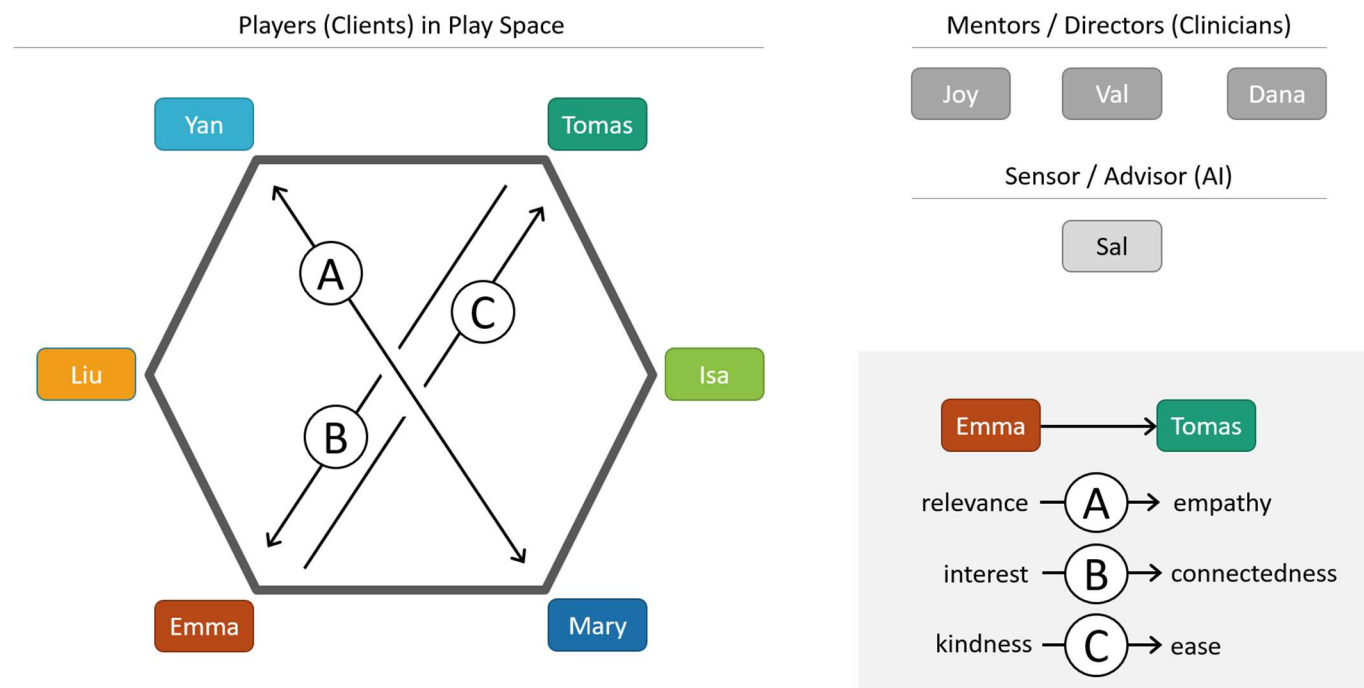 Players (Clients) in Play Space
Yan
Tomas
A
C
Liu
Isa
B
Emma
Mary
Mentors / Directors (Clinicians)
Joy Val Dana
Sensor / Advisor (AI)
Sal
Emma Tomas
relevance A empathy
interest B connectedness
kindness C ease